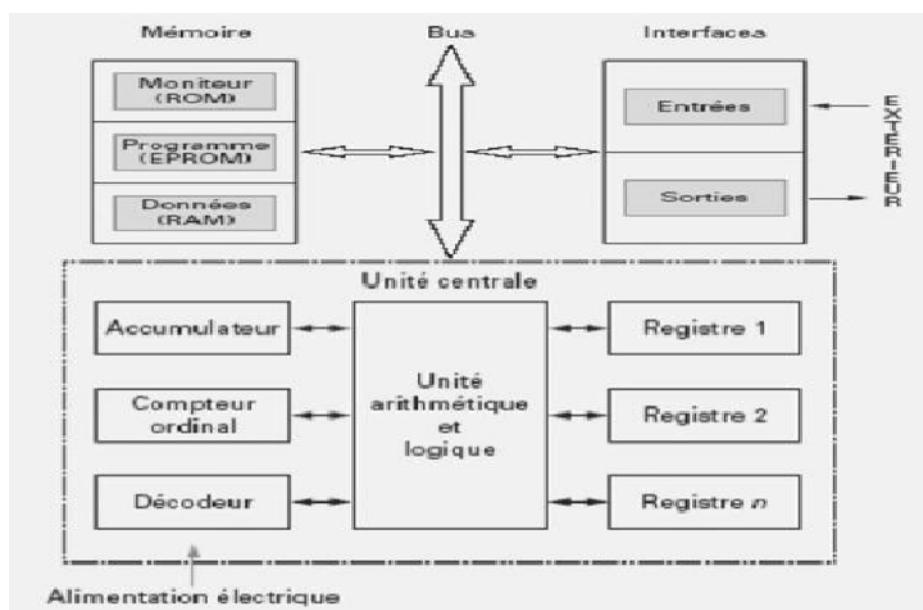 Mémoire
Bus
Interfaces
Moniteur
(ROM)
Programme
(EPROM)
Données
(RAM)
Entrées
Sorties
EXTERIEUR
Unité centrale
Accumulateur
Compteur
ordinal
Décodeur
Unité
arithmétique
et
logique
Registre 1
Registre 2
Registre n
Alimentation électrique